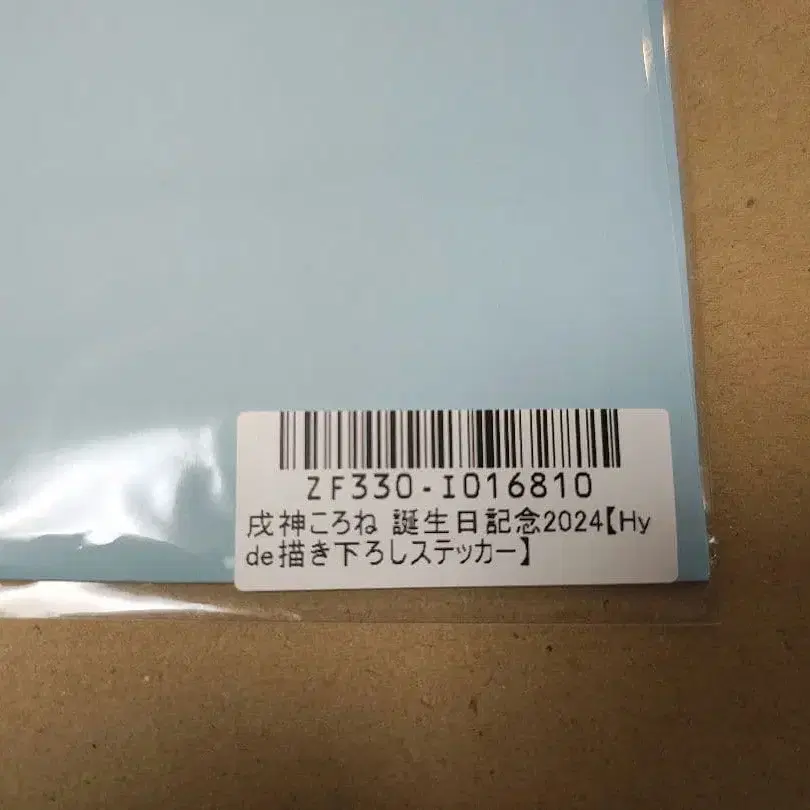 ZF330-I016810
戌神ころね 誕生日記念2024【Hy
de描き下ろしステッカー】